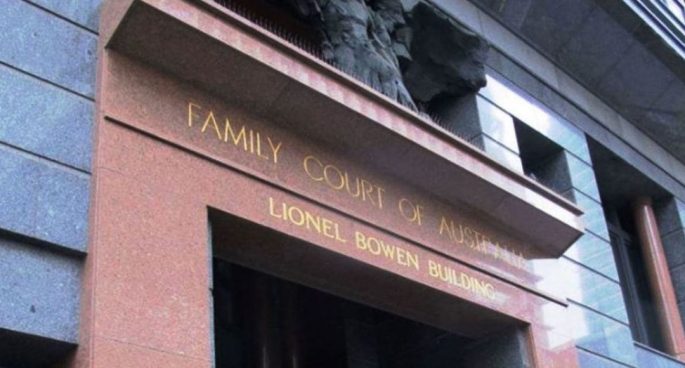 FAMILY COURT OF AUSTRALIA
LIONEL BOWEN BUILDING